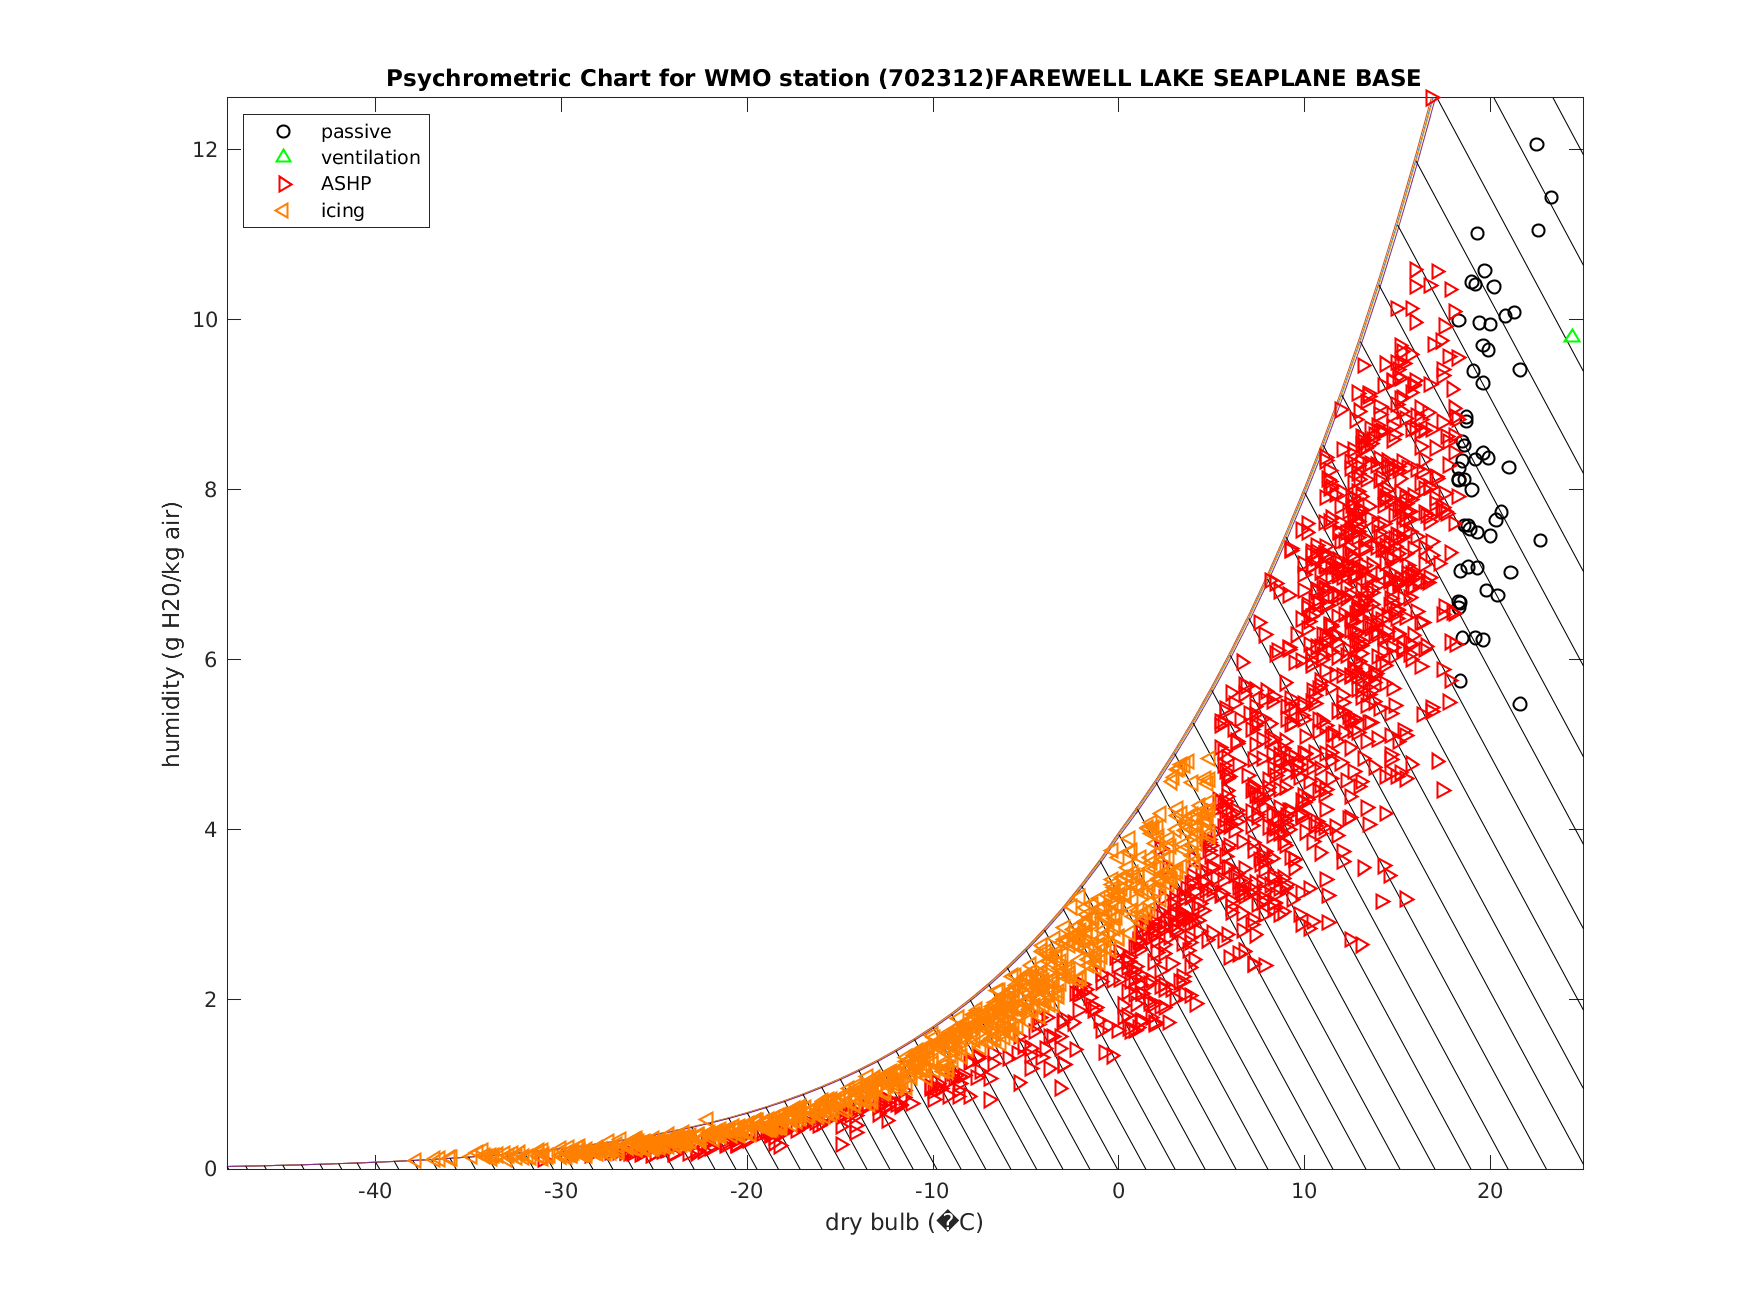 Psychrometric Chart for WMO station (702312)FAREWELL LAKE SEAPLANE BASE
passive
ventilation
ASHP
icing
humidity (g H20/kg air)
12
10
8
6
4
2
0
-40 -30 -20 -10 0 10 20
dry bulb (�C)